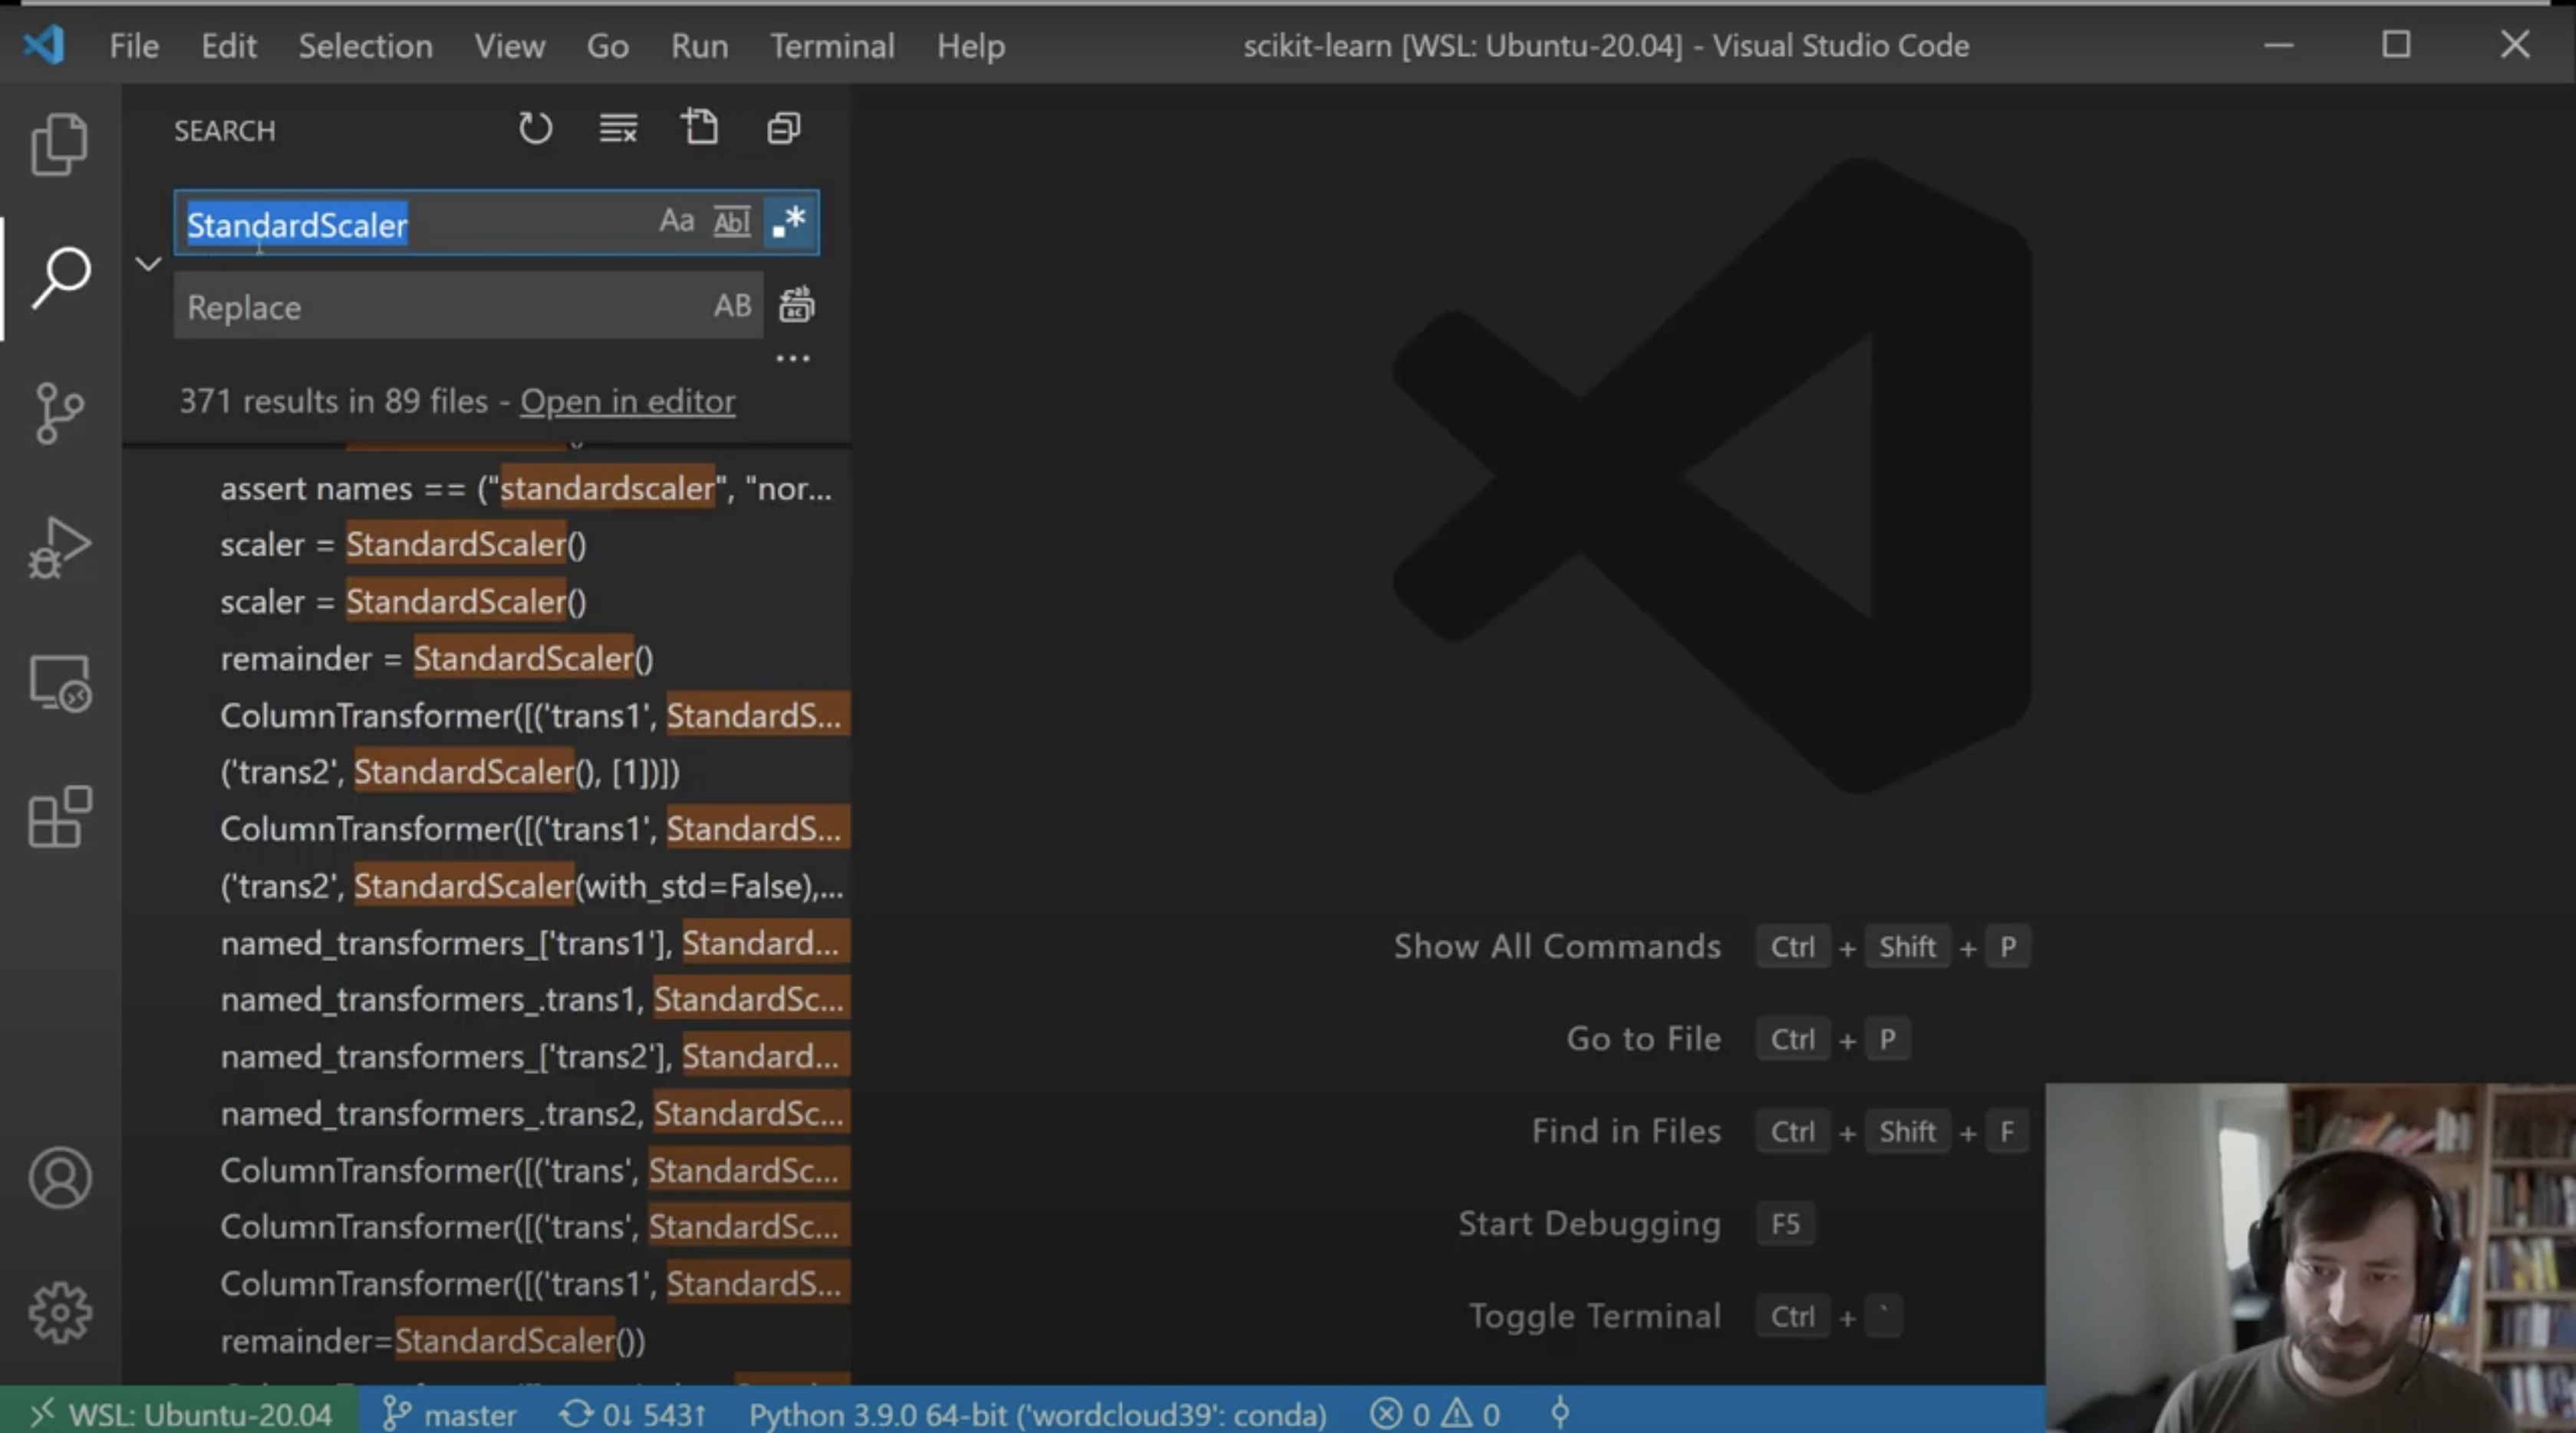 File Edit Selection View Go Run Terminal Help
scikit-learn [WSL: Ubuntu-20.04] - Visual Studio Code
SEARCH
StandardScaler
Aa Abl .*
Replace
AB
...
371 results in 89 files - Open in editor
assert names == ("standardscaler", "nor...
scaler = StandardScaler()
scaler = StandardScaler()
remainder = StandardScaler()
ColumnTransformer([('trans1', StandardS...
('trans2', StandardScaler(), [1])])
ColumnTransformer([('trans1', StandardS...
('trans2', StandardScaler(with_std=False),...
named_transformers_['trans1'], Standard...
named_transformers_.trans1, StandardSc...
named_transformers_['trans2'], Standard...
named_transformers_.trans2, StandardSc...
ColumnTransformer([('trans', StandardSc...
ColumnTransformer([('trans', StandardSc...
ColumnTransformer([('trans1', StandardS...
remainder=StandardScaler())
Show All Commands Ctrl + Shift + P
Go to File Ctrl + P
Find in Files Ctrl + Shift + F
Start Debugging F5
Toggle Terminal Ctrl + `
WSL: Ubuntu-20.04 master 0↓ 543↑ Python 3.9.0 64-bit ('wordcloud39': conda) 0 0